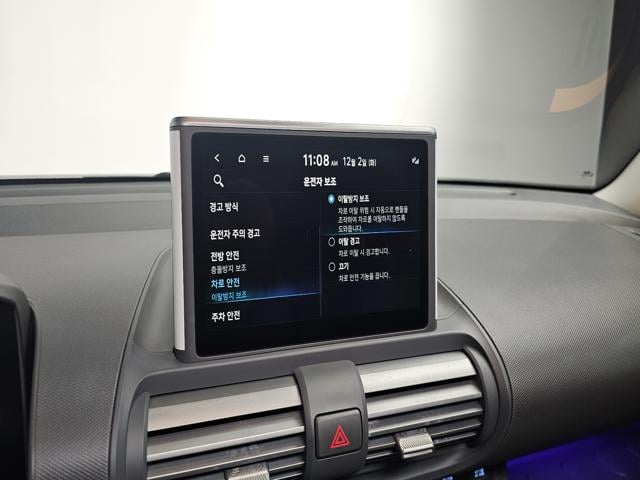 11:08 AM 12월 2일 (화)
운전자 보조
경고 방식
운전자 주의 경고
전방 안전
충돌방지 보조
차로 안전
이탈방지 보조
주차 안전
이탈방지 보조
차로 이탈 위험 시 자동으로 핸들을
조작하여 차로를 이탈하지 않도록
도와줍니다.
이탈 경고
차로 이탈 시 경고합니다.
끄기
차로 안전 기능을 끕니다.